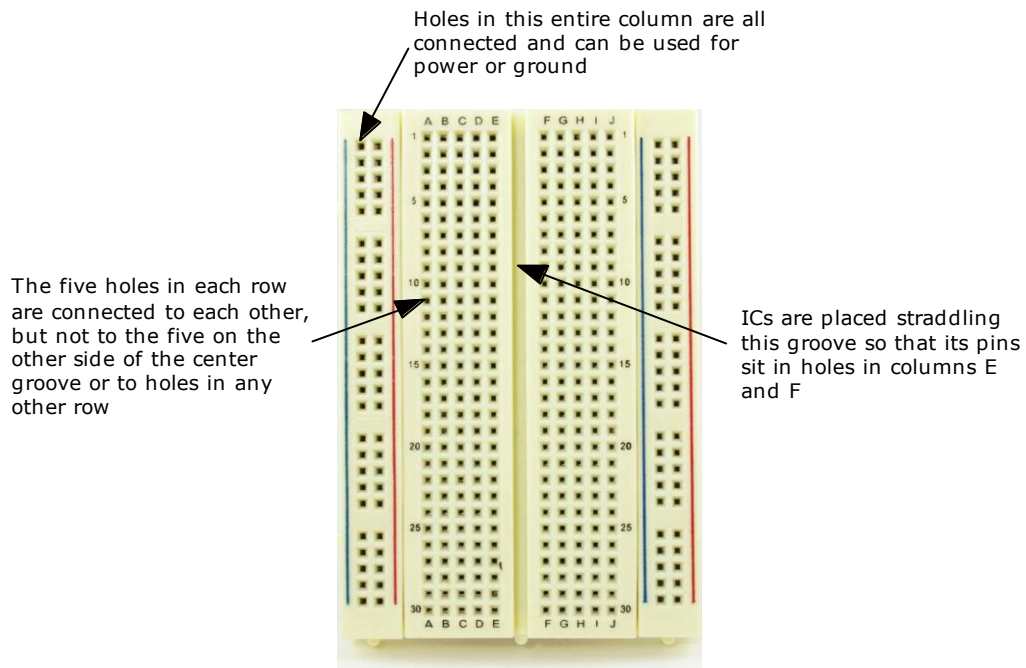 Holes in this entire column are all
connected and can be used for
power or ground
A B C D E
F G H I J
1
1
5
5
The five holes in each row
are connected to each other,
but not to the five on the
other side of the center
groove or to holes in any
other row
10
10
ICs are placed straddling
this groove so that its pins
sit in holes in columns E
and F
15
15
20
20
25
25
30
30
A B C D E
F G H I J